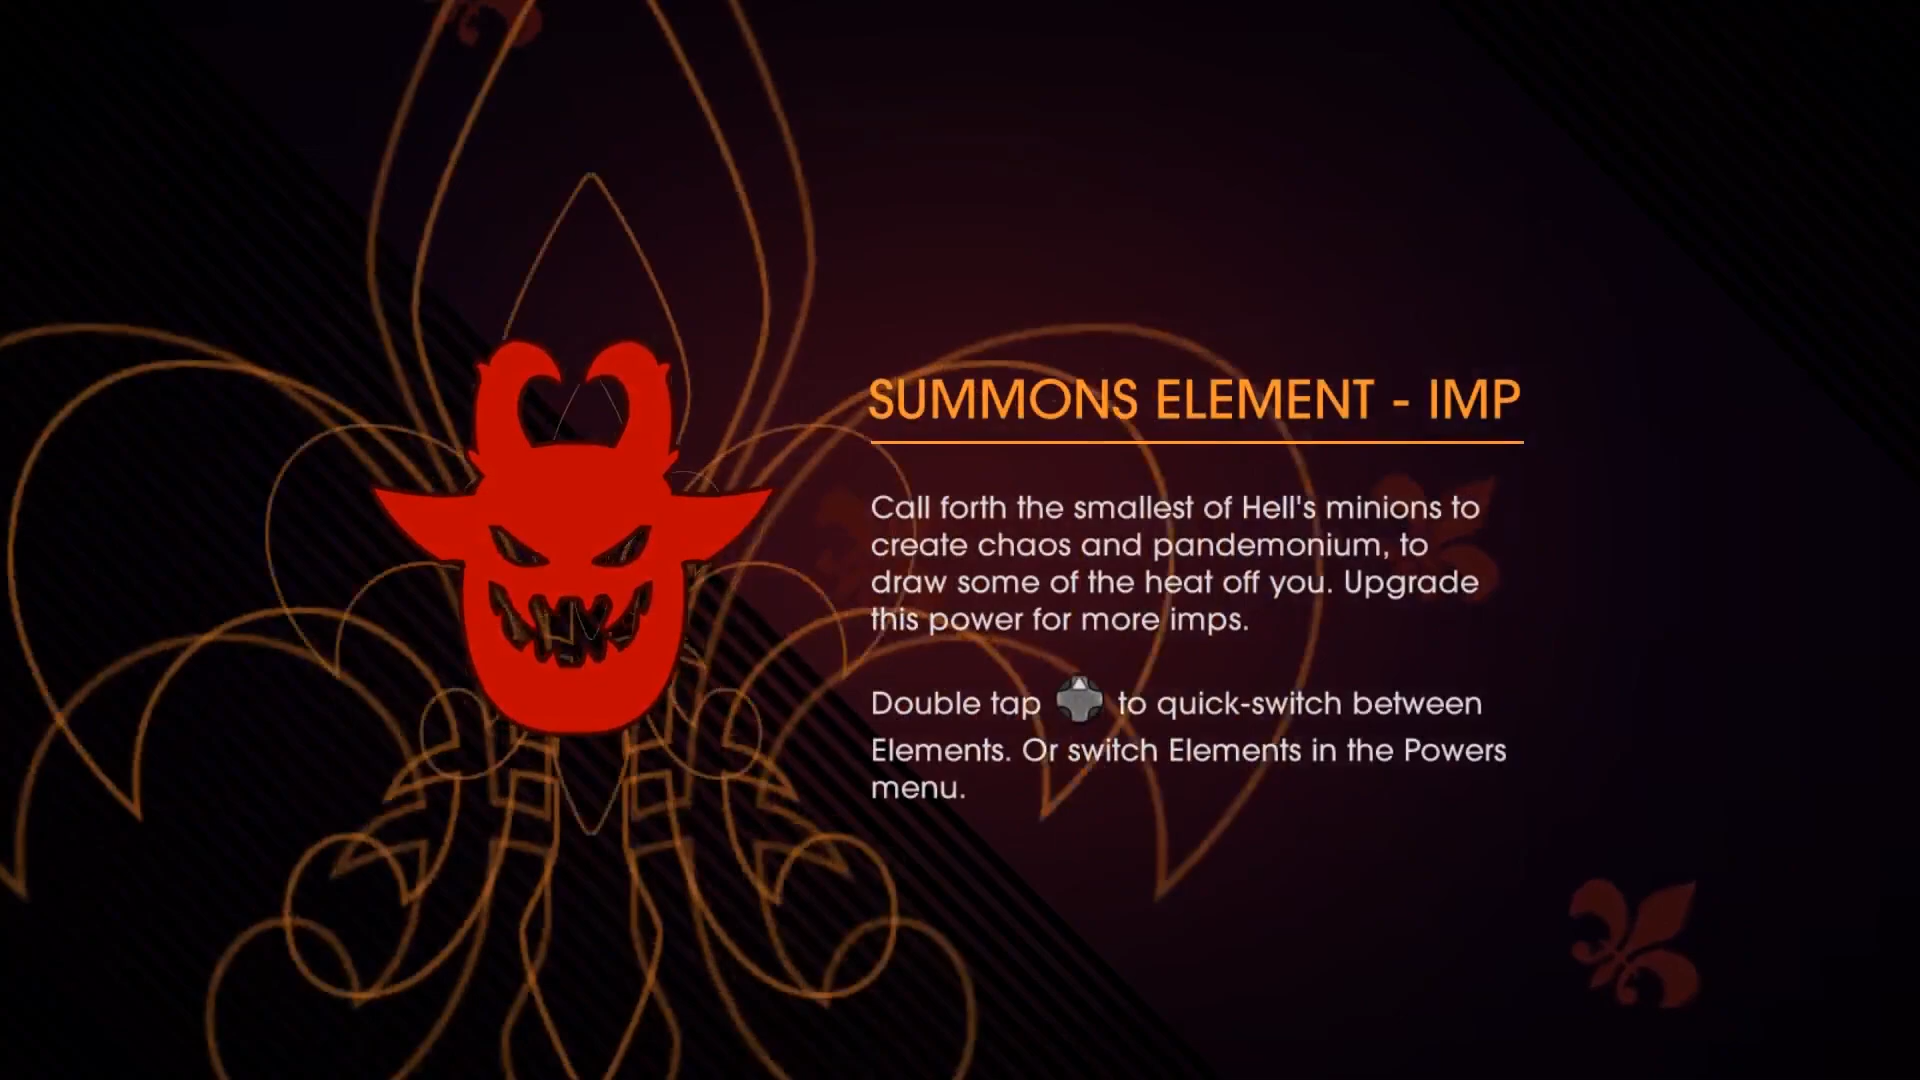 SUMMONS ELEMENT - IMP
Call forth the smallest of Hell's minions to
create chaos and pandemonium, to
draw some of the heat off you. Upgrade
this power for more imps.
Double tap to quick-switch between
Elements. Or switch Elements in the Powers
menu.